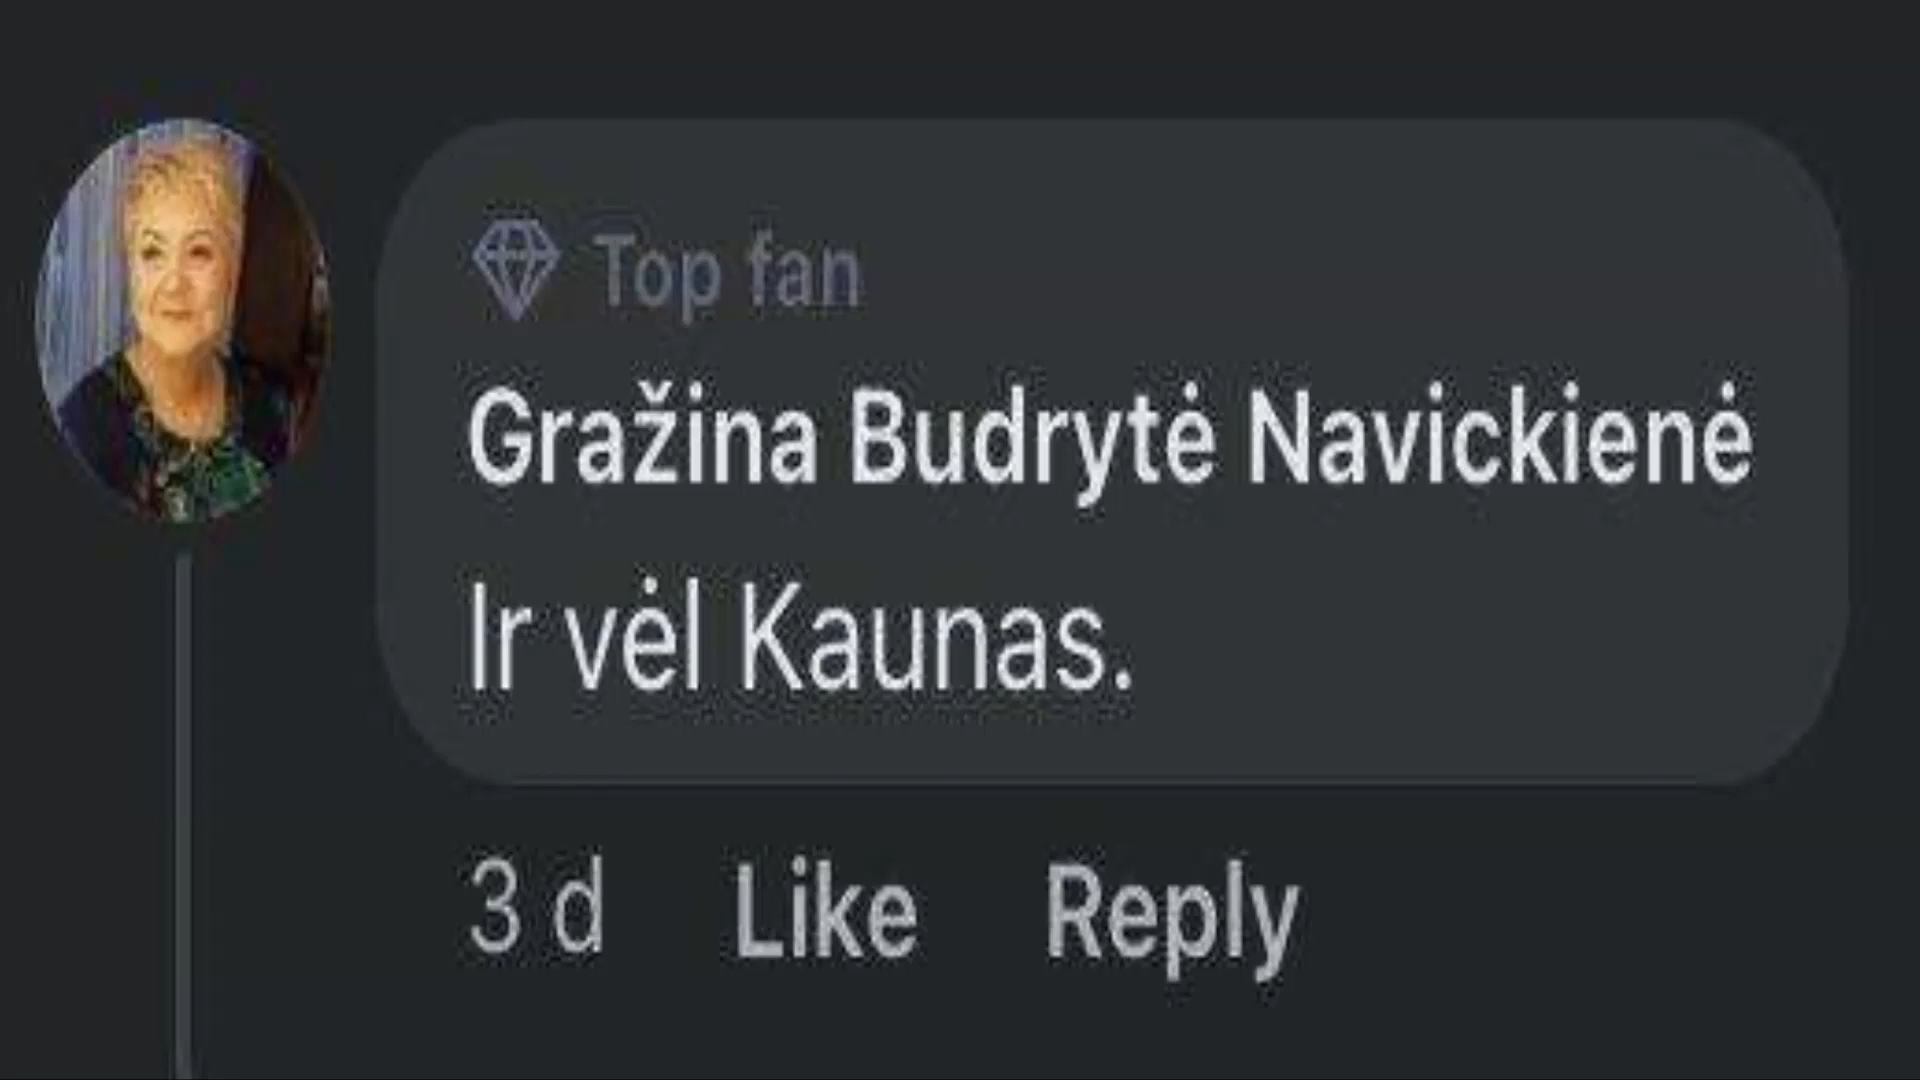 Top fan
Gražina Budrytė Navickienė
Ir vėl Kaunas.
3 d Like Reply